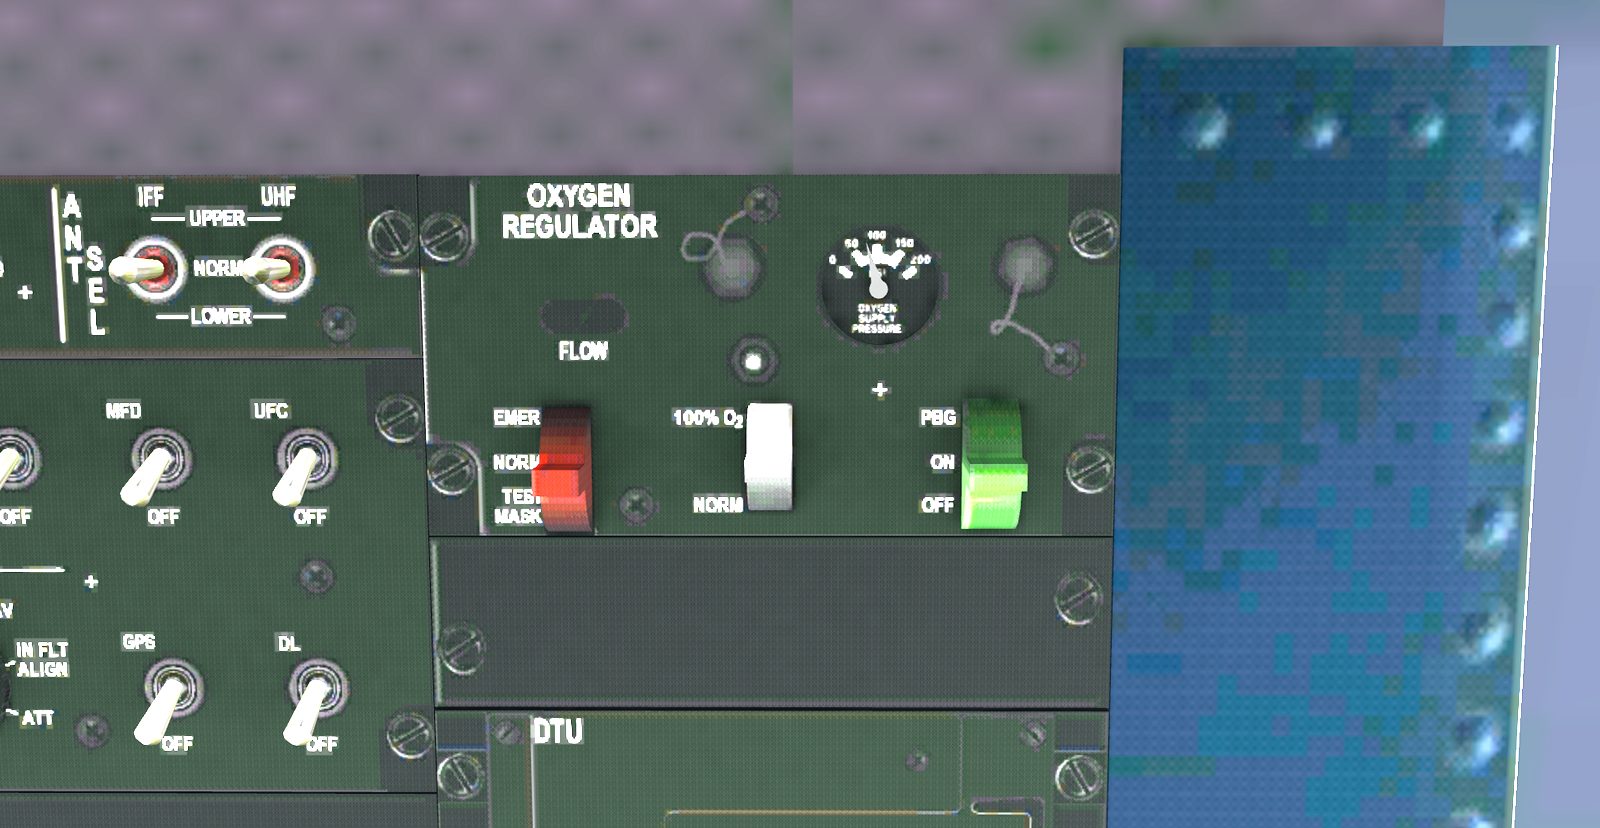 ANT
SEL
IFF
UHF
UPPER
NORM
LOWER
OXYGEN
REGULATOR
FLOW
0
50
100
150
200
OXYGEN
SUPPLY
PRESSURE
EMER
NORM
TEST
MASK
100% O₂
NORM
PBG
ON
OFF
MFD
UFC
OFF
OFF
OFF
IN FLT
ALIGN
ATT
GPS
DL
OFF
OFF
DTU